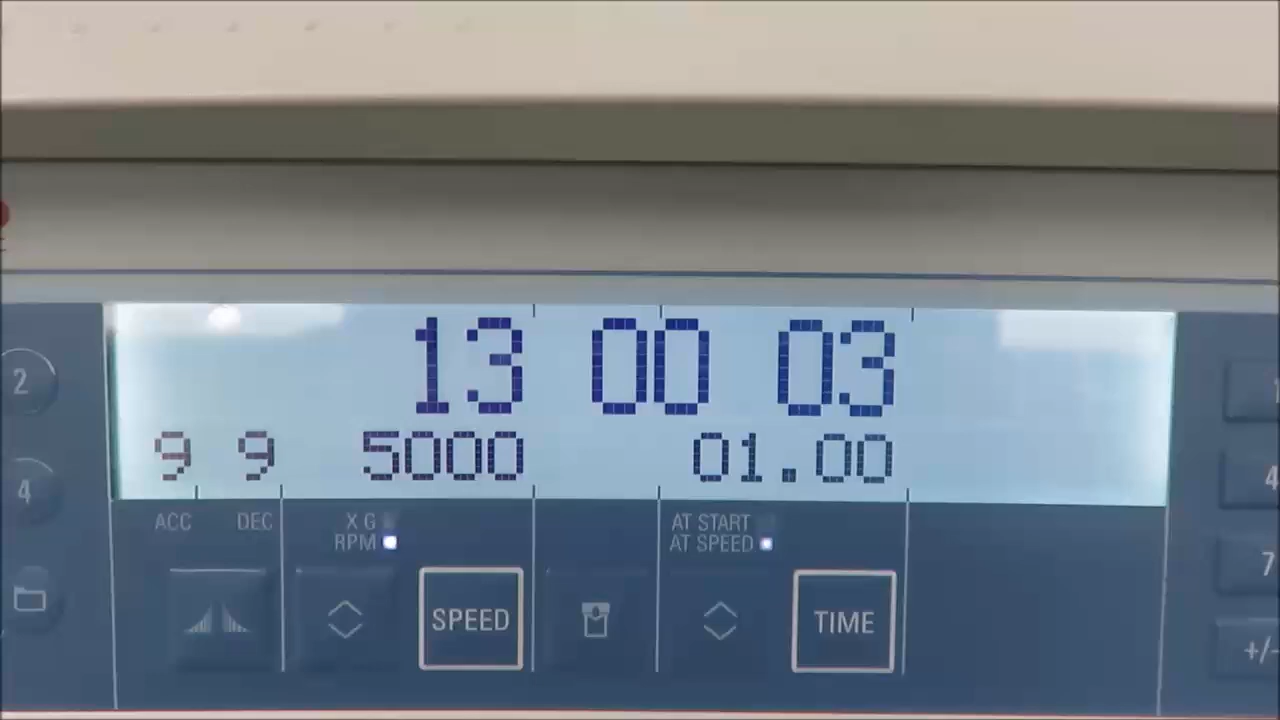 13 00 03
9 9 5000 01.00
ACC DEC X G AT START
RPM AT SPEED
2
4
SPEED
TIME
4
7
+/-